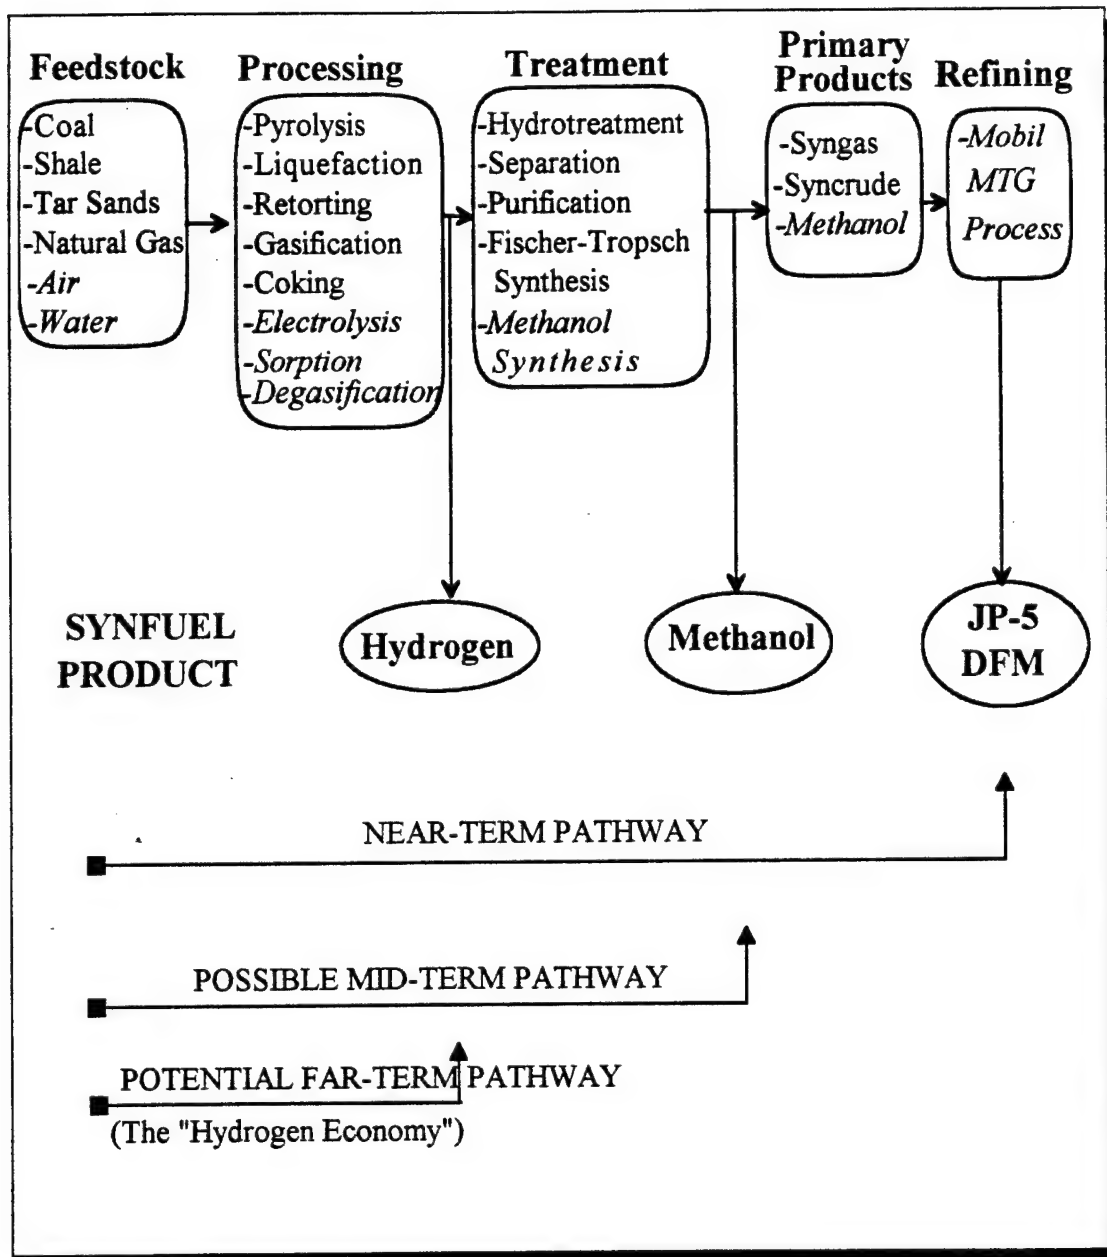 Feedstock
-Coal
-Shale
-Tar Sands
-Natural Gas
-Air
-Water
Processing
-Pyrolysis
-Liquefaction
-Retorting
-Gasification
-Coking
-Electrolysis
-Sorption
-Degasification
Treatment
-Hydrotreatment
-Separation
-Purification
-Fischer-Tropsch
Synthesis
-Methanol
Synthesis
Primary
Products
-Syngas
-Syncrude
-Methanol
Refining
-Mobil
MTG
Process
SYNFUEL
PRODUCT
Hydrogen
Methanol
JP-5
DFM
NEAR-TERM PATHWAY
POSSIBLE MID-TERM PATHWAY
POTENTIAL FAR-TERM PATHWAY
(The "Hydrogen Economy")